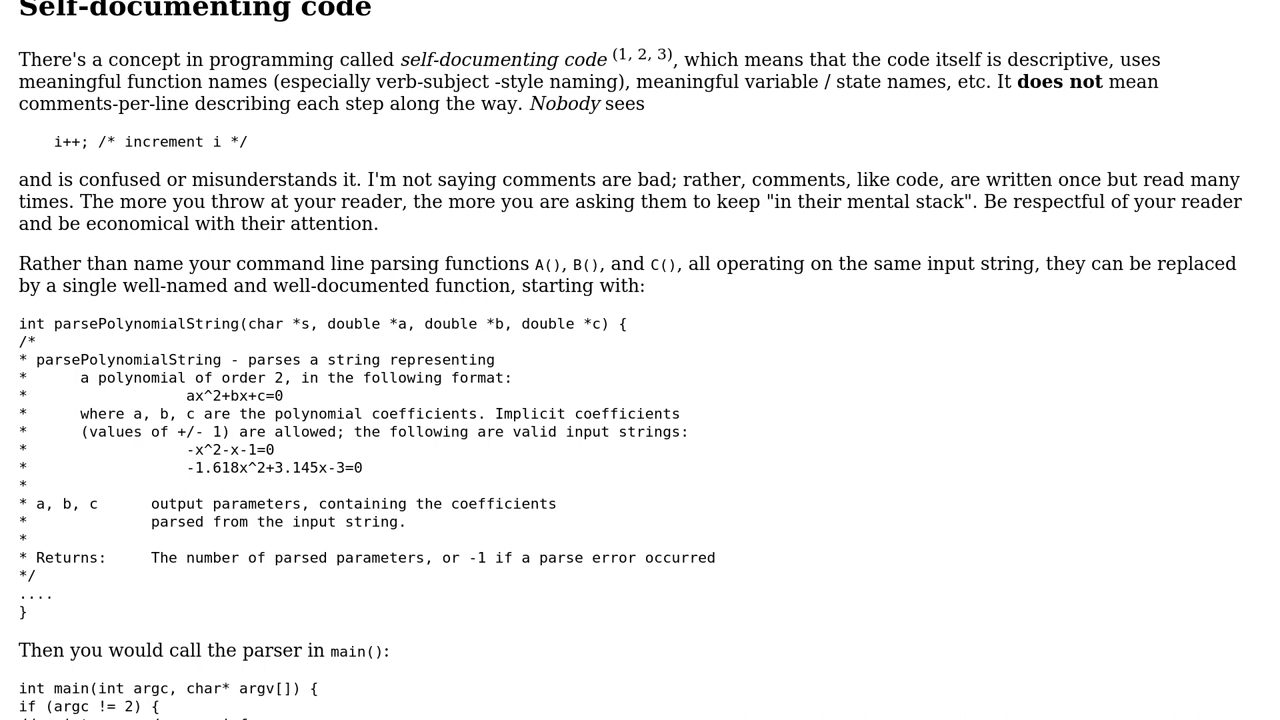 Self-documenting code
There's a concept in programming called self-documenting code (1, 2, 3), which means that the code itself is descriptive, uses
meaningful function names (especially verb-subject -style naming), meaningful variable / state names, etc. It does not mean
comments-per-line describing each step along the way. Nobody sees
    i++; /* increment i */
and is confused or misunderstands it. I'm not saying comments are bad; rather, comments, like code, are written once but read many
times. The more you throw at your reader, the more you are asking them to keep "in their mental stack". Be respectful of your reader
and be economical with their attention.
Rather than name your command line parsing functions A(), B(), and C(), all operating on the same input string, they can be replaced
by a single well-named and well-documented function, starting with:
int parsePolynomialString(char *s, double *a, double *b, double *c) {
/*
* parsePolynomialString - parses a string representing
*      a polynomial of order 2, in the following format:
*                  ax^2+bx+c=0
*      where a, b, c are the polynomial coefficients. Implicit coefficients
*      (values of +/- 1) are allowed; the following are valid input strings:
*                  -x^2-x-1=0
*                  -1.618x^2+3.145x-3=0
*
* a, b, c      output parameters, containing the coefficients
*              parsed from the input string.
*
* Returns:     The number of parsed parameters, or -1 if a parse error occurred
*/
....
}
Then you would call the parser in main():
int main(int argc, char* argv[]) {
if (argc != 2) {